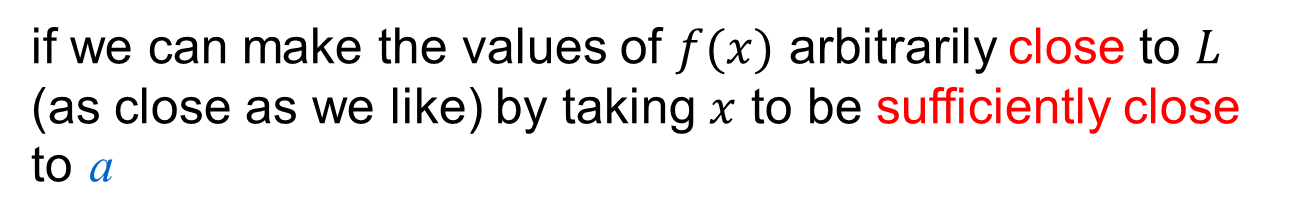 if we can make the values of f(x) arbitrarily close to L
(as close as we like) by taking x to be sufficiently close
to a